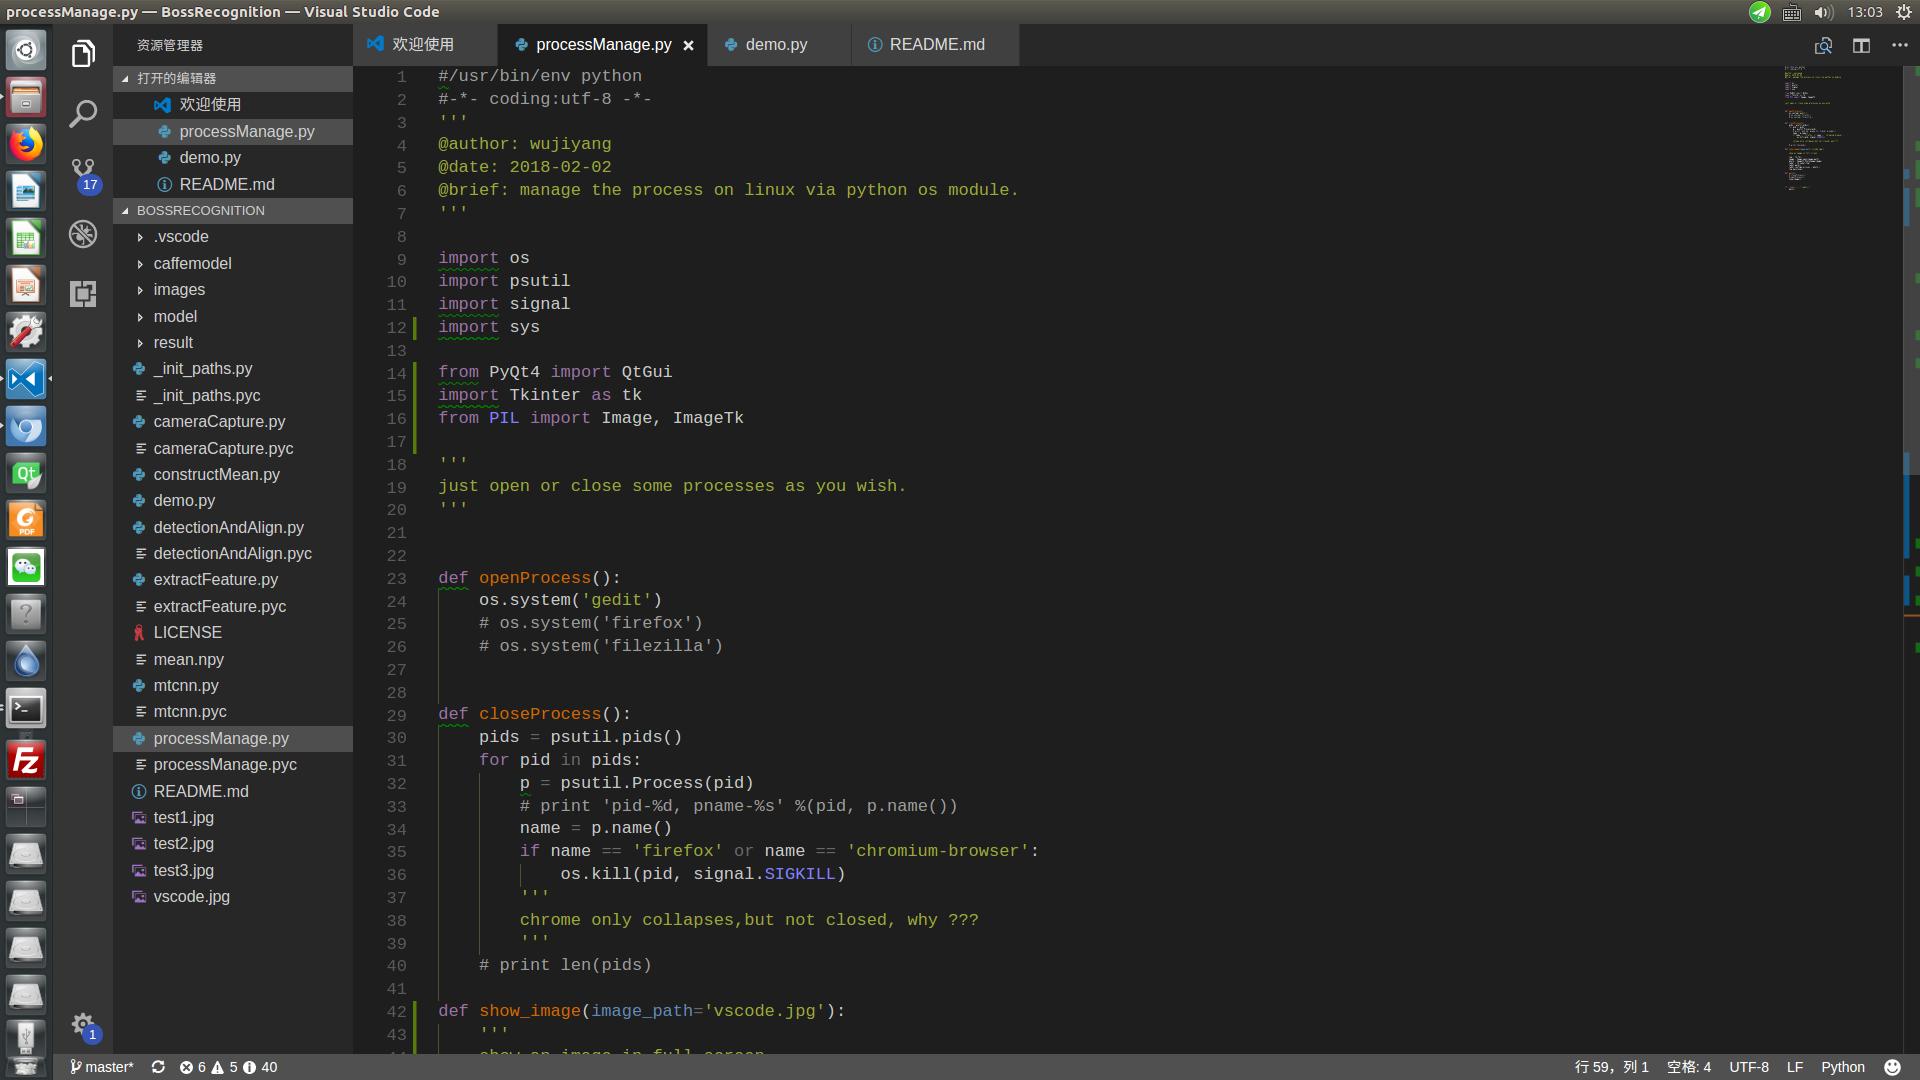 processManage.py — BossRecognition — Visual Studio Code
13:03
资源管理器
打开的编辑器
欢迎使用
processManage.py
demo.py
README.md
17
BOSSRECOGNITION
.vscode
caffemodel
images
model
result
_init_paths.py
_init_paths.pyc
cameraCapture.py
cameraCapture.pyc
constructMean.py
demo.py
detectionAndAlign.py
detectionAndAlign.pyc
extractFeature.py
extractFeature.pyc
LICENSE
mean.npy
mtcnn.py
mtcnn.pyc
processManage.py
processManage.pyc
README.md
test1.jpg
test2.jpg
test3.jpg
vscode.jpg
1
Qt
PDF
欢迎使用 processManage.py × demo.py README.md
1 #/usr/bin/env python
2 #-*- coding:utf-8 -*-
3 '''
4 @author: wujiyang
5 @date: 2018-02-02
6 @brief: manage the process on linux via python os module.
7 '''
8
9 import os
10 import psutil
11 import signal
12 import sys
13
14 from PyQt4 import QtGui
15 import Tkinter as tk
16 from PIL import Image, ImageTk
17
18 '''
19 just open or close some processes as you wish.
20 '''
21
22
23 def openProcess():
24 os.system('gedit')
25 # os.system('firefox')
26 # os.system('filezilla')
27
28
29 def closeProcess():
30 pids = psutil.pids()
31 for pid in pids:
32 p = psutil.Process(pid)
33 # print 'pid-%d, pname-%s' %(pid, p.name())
34 name = p.name()
35 if name == 'firefox' or name == 'chromium-browser':
36 os.kill(pid, signal.SIGKILL)
37 '''
38 chrome only collapses,but not closed, why ???
39 '''
40 # print len(pids)
41
42 def show_image(image_path='vscode.jpg'):
43 '''
master* 6 5 40 行 59，列 1 空格: 4 UTF-8 LF Python